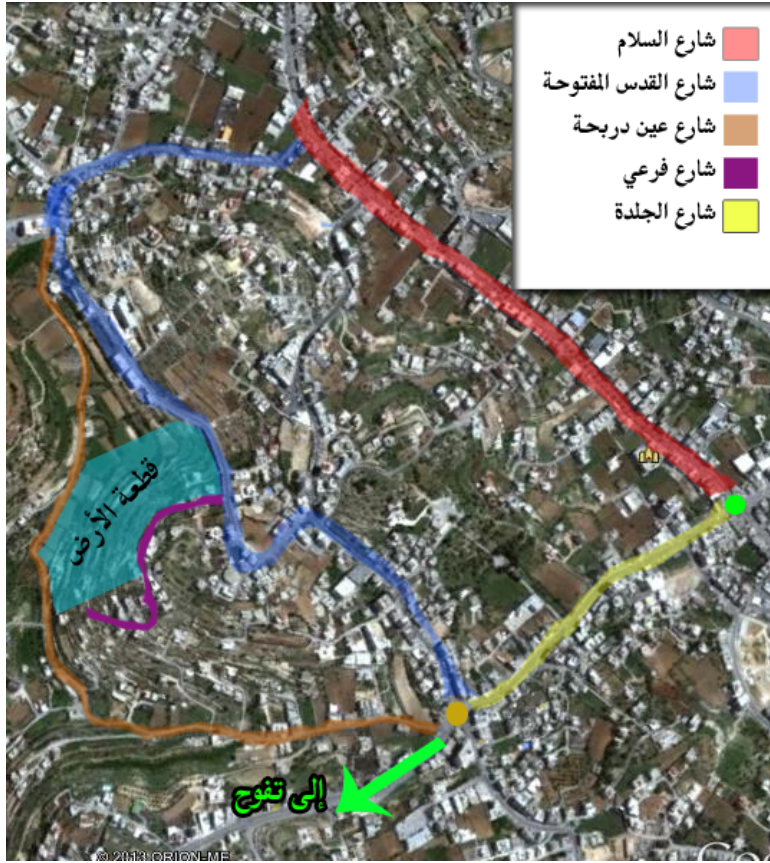 شارع السلام
شارع القدس المفتوحة
شارع عين دربحة
شارع فرعي
شارع الجلدة
قطعة الأرض
إلى تفوح
© 2013 ORION-ME